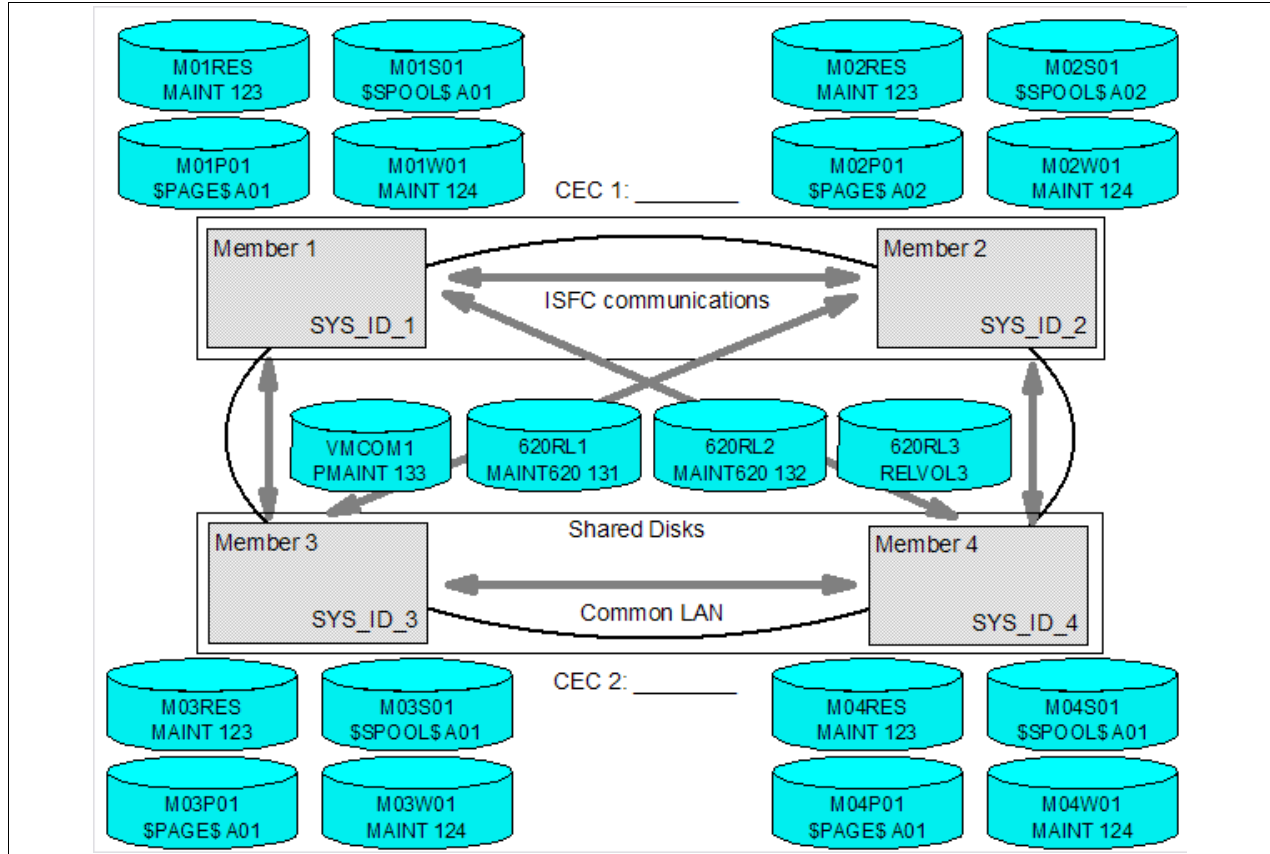 M01RES
MAINT 123
M01S01
$SPOOL$ A01
M02RES
MAINT 123
M02S01
$SPOOL$ A02
M01P01
$PAGE$ A01
M01W01
MAINT 124
M02P01
$PAGE$ A02
M02W01
MAINT 124
CEC 1: ________
Member 1
SYS_ID_1
Member 2
SYS_ID_2
ISFC communications
VMCOM1
PMAINT 133
620RL1
MAINT620 131
620RL2
MAINT620 132
620RL3
RELVOL3
Shared Disks
Member 3
SYS_ID_3
Member 4
SYS_ID_4
Common LAN
CEC 2: ________
M03RES
MAINT 123
M03S01
$SPOOL$ A01
M04RES
MAINT 123
M04S01
$SPOOL$ A01
M03P01
$PAGE$ A01
M03W01
MAINT 124
M04P01
$PAGE$ A01
M04W01
MAINT 124